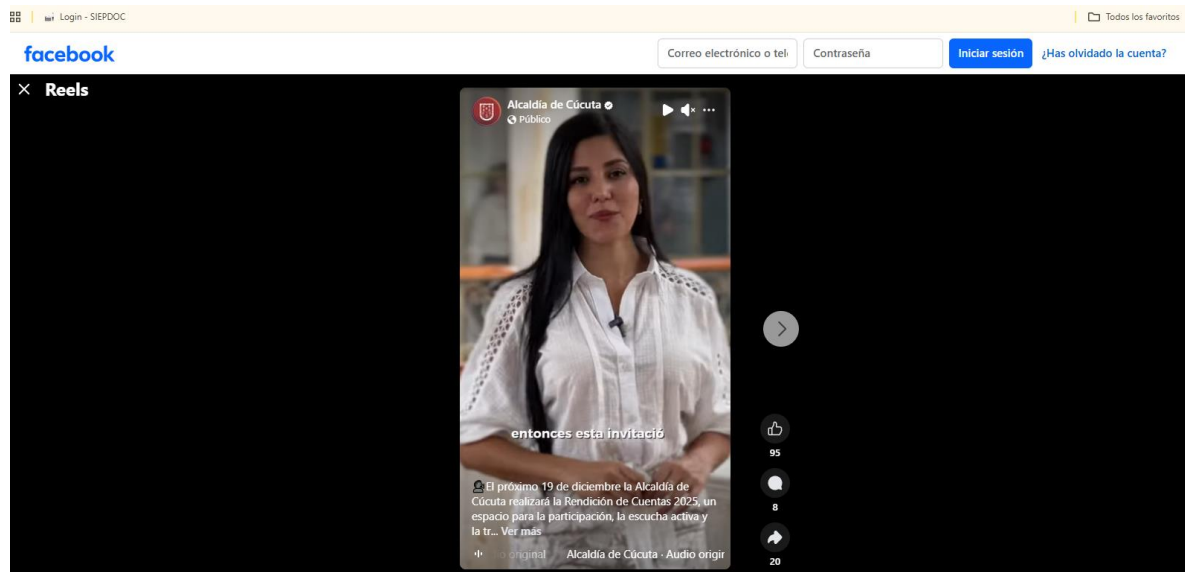 Login - SIEPDOC
Todos los favoritos
facebook
Correo electrónico o tel
Contraseña
Iniciar sesión
¿Has olvidado la cuenta?
Reels
Alcaldía de Cúcuta
Público
entonces esta invitació
95
El próximo 19 de diciembre la Alcaldía de
Cúcuta realizará la Rendición de Cuentas 2025, un
espacio para la participación, la escucha activa y
la tr... Ver más
8
original
Alcaldía de Cúcuta · Audio origir
20